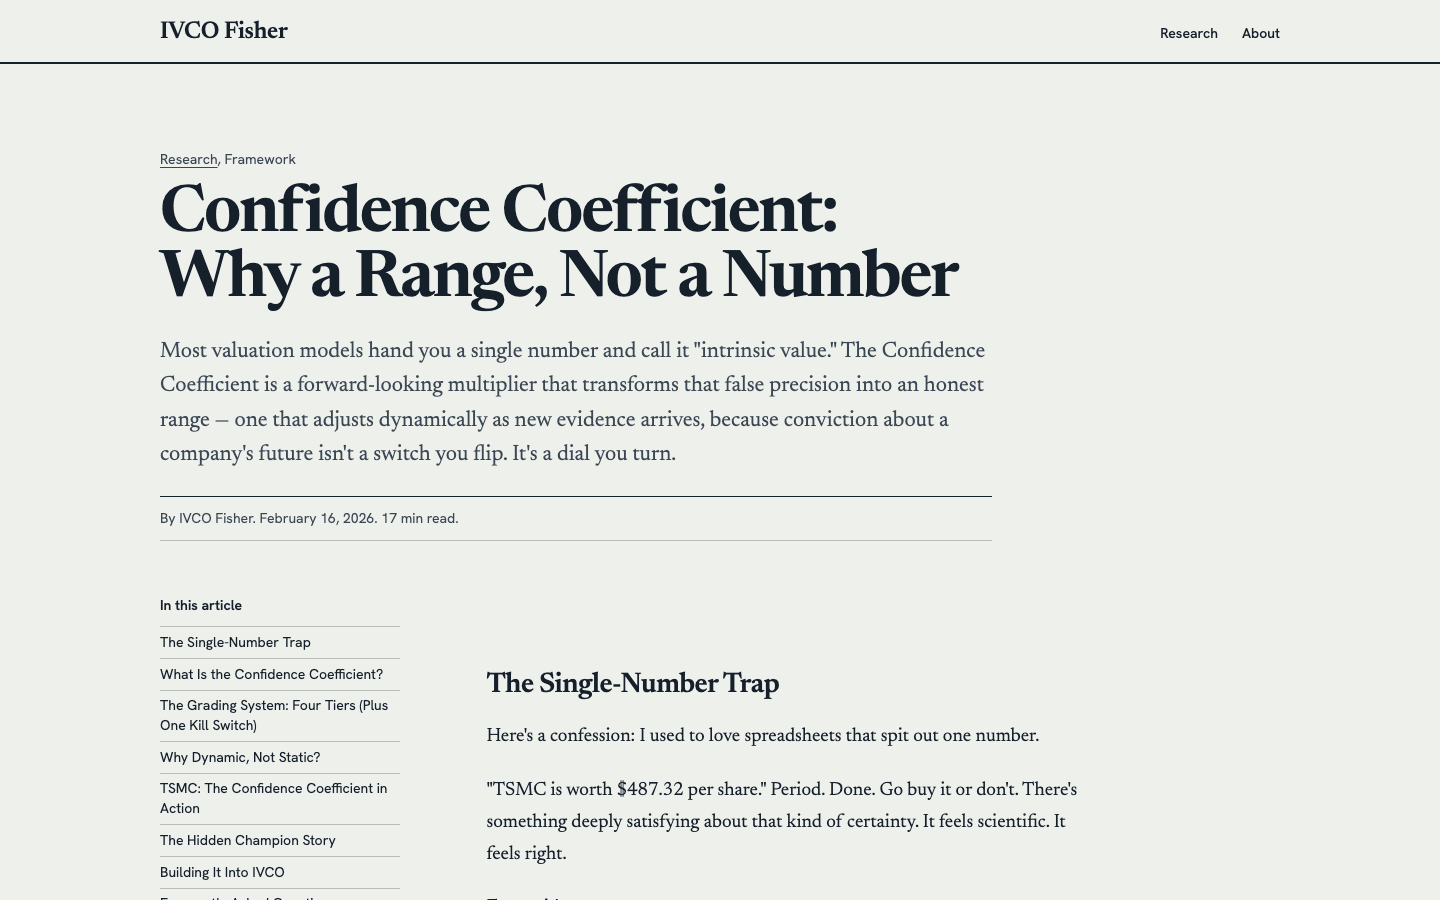 IVCO Fisher
Research
About
Research, Framework
Confidence Coefficient:
Why a Range, Not a Number
Most valuation models hand you a single number and call it "intrinsic value." The Confidence
Coefficient is a forward-looking multiplier that transforms that false precision into an honest
range — one that adjusts dynamically as new evidence arrives, because conviction about a
company's future isn't a switch you flip. It's a dial you turn.
By IVCO Fisher. February 16, 2026. 17 min read.
In this article
The Single-Number Trap
What Is the Confidence Coefficient?
The Grading System: Four Tiers (Plus
One Kill Switch)
Why Dynamic, Not Static?
TSMC: The Confidence Coefficient in
Action
The Hidden Champion Story
Building It Into IVCO
The Single-Number Trap
Here's a confession: I used to love spreadsheets that spit out one number.
"TSMC is worth $487.32 per share." Period. Done. Go buy it or don't. There's
something deeply satisfying about that kind of certainty. It feels scientific. It
feels right.